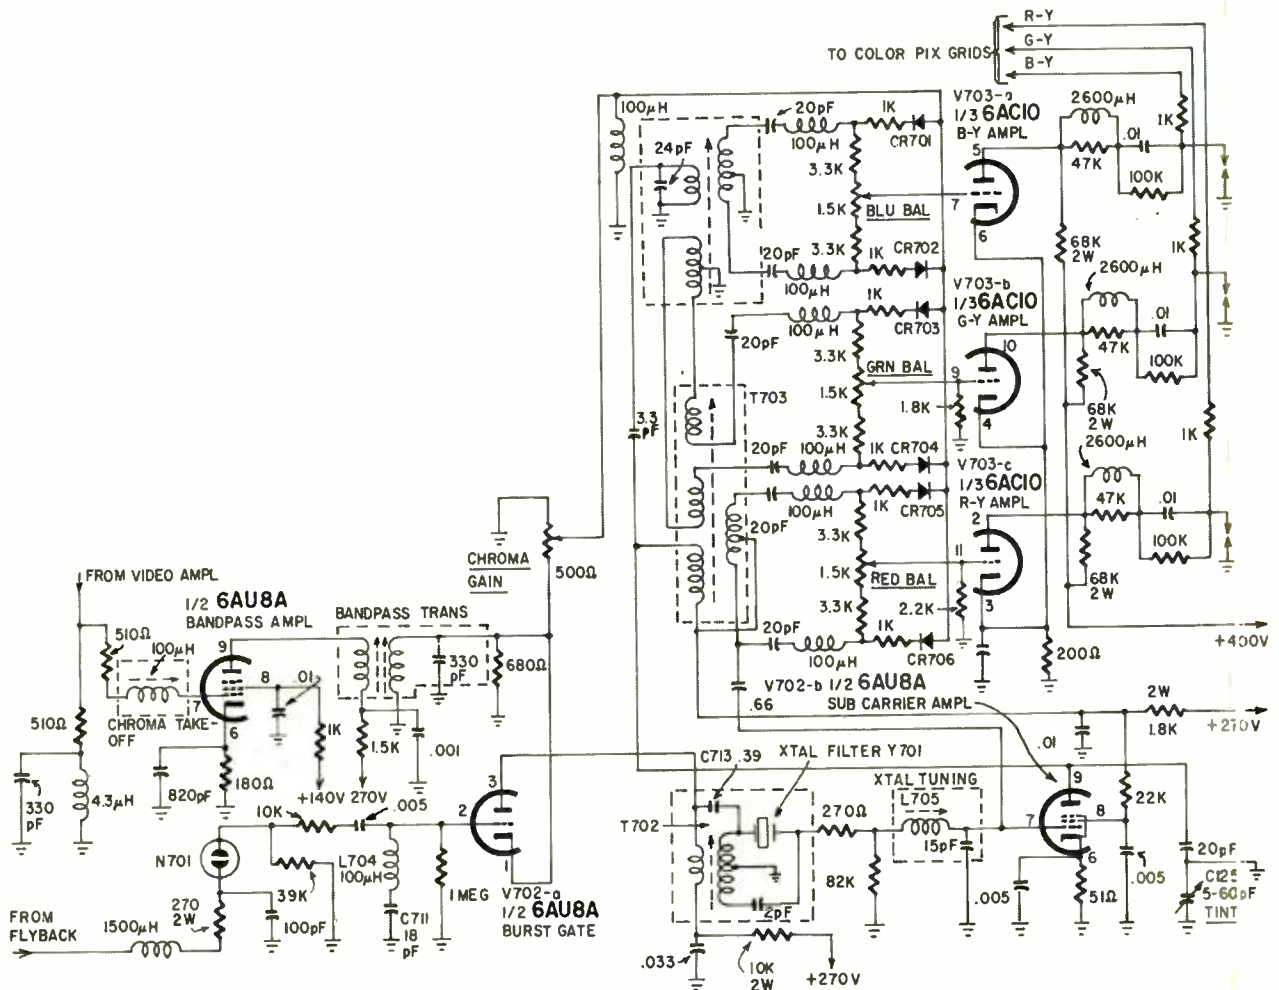 R-Y
G-Y
TO COLOR PIX GRIDS
B-Y
100µH
20pF
1K
V703-a
1/3 6AC10
B-Y AMPL
2600µH
1K
24pF
100µH
CR701
5
.01
3.3K
47K
100K
1.5K
BLU BAL
7
6
3.3K
20pF
1K
CR702
68K
2W
1K
2600µH
100µH
V703-b
1/3 6AC10
G-Y AMPL
1K
100µH
CR703
.01
20pF
10
3.3K
47K
GRN BAL
9
100K
T703
1.5K
1.8K
4
68K
2W
3.3 pF
3.3K
2600µH
1K
20pF
100µH
1K
CR704
V703-c
1/3 6AC10
R-Y AMPL
47K
.01
100µH
1K
CR705
2
20pF
3.3K
11
100K
CHROMA
GAIN
500Ω
1.5K
RED BAL
68K
2W
3
3.3K
2.2K
FROM VIDEO AMPL
1/2 6AU8A
BANDPASS AMPL
BANDPASS TRANS
20pF
1K
+400V
510Ω
100µH
9
100µH
CR706
200Ω
8
.01
330
pF
680Ω
V702-b 1/2 6AU8A
SUB CARRIER AMPL
2W
7
.66
510Ω
CHROMA TAKE-
OFF
6
1K
1.5K
.001
+210V
1.8K
.01
C713 .39
XTAL FILTER Y701
330
pF
4.3µH
820pF
180Ω
3
XTAL TUNING
9
+140V 270V
.005
10K
2
L705
22K
T702
270Ω
7
8
15pF
20pF
N701
L704
100µH
39K
1 MEG
82K
6
.005
V702-a
1/2 6AU8A
BURST GATE
.005
51Ω
C125
5-60pF
TINT
270
2W
2pF
FROM
FLYBACK
1500µH
100pF
C711
18
pF
.033
10K
2W
+270V